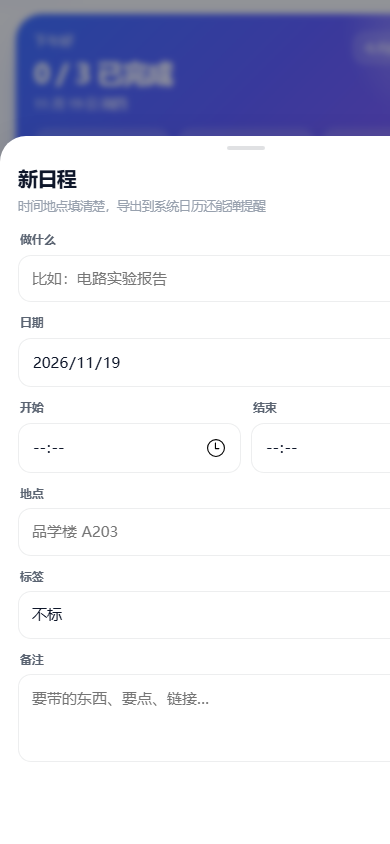 下午好
0 / 3 已完成
新日程
时间地点填清楚，导出到系统日历还能弹提醒
做什么
比如：电路实验报告
日期
2026/11/19
开始
结束
--:--
--:--
地点
品学楼 A203
标签
不标
备注
要带的东西、要点、链接...